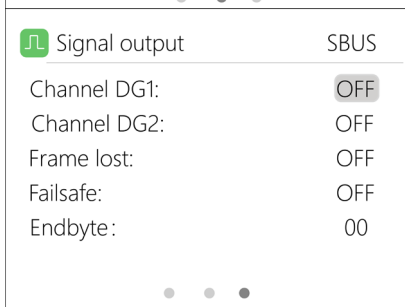 Signal output SBUS
Channel DG1: OFF
Channel DG2: OFF
Frame lost: OFF
Failsafe: OFF
Endbyte: 00